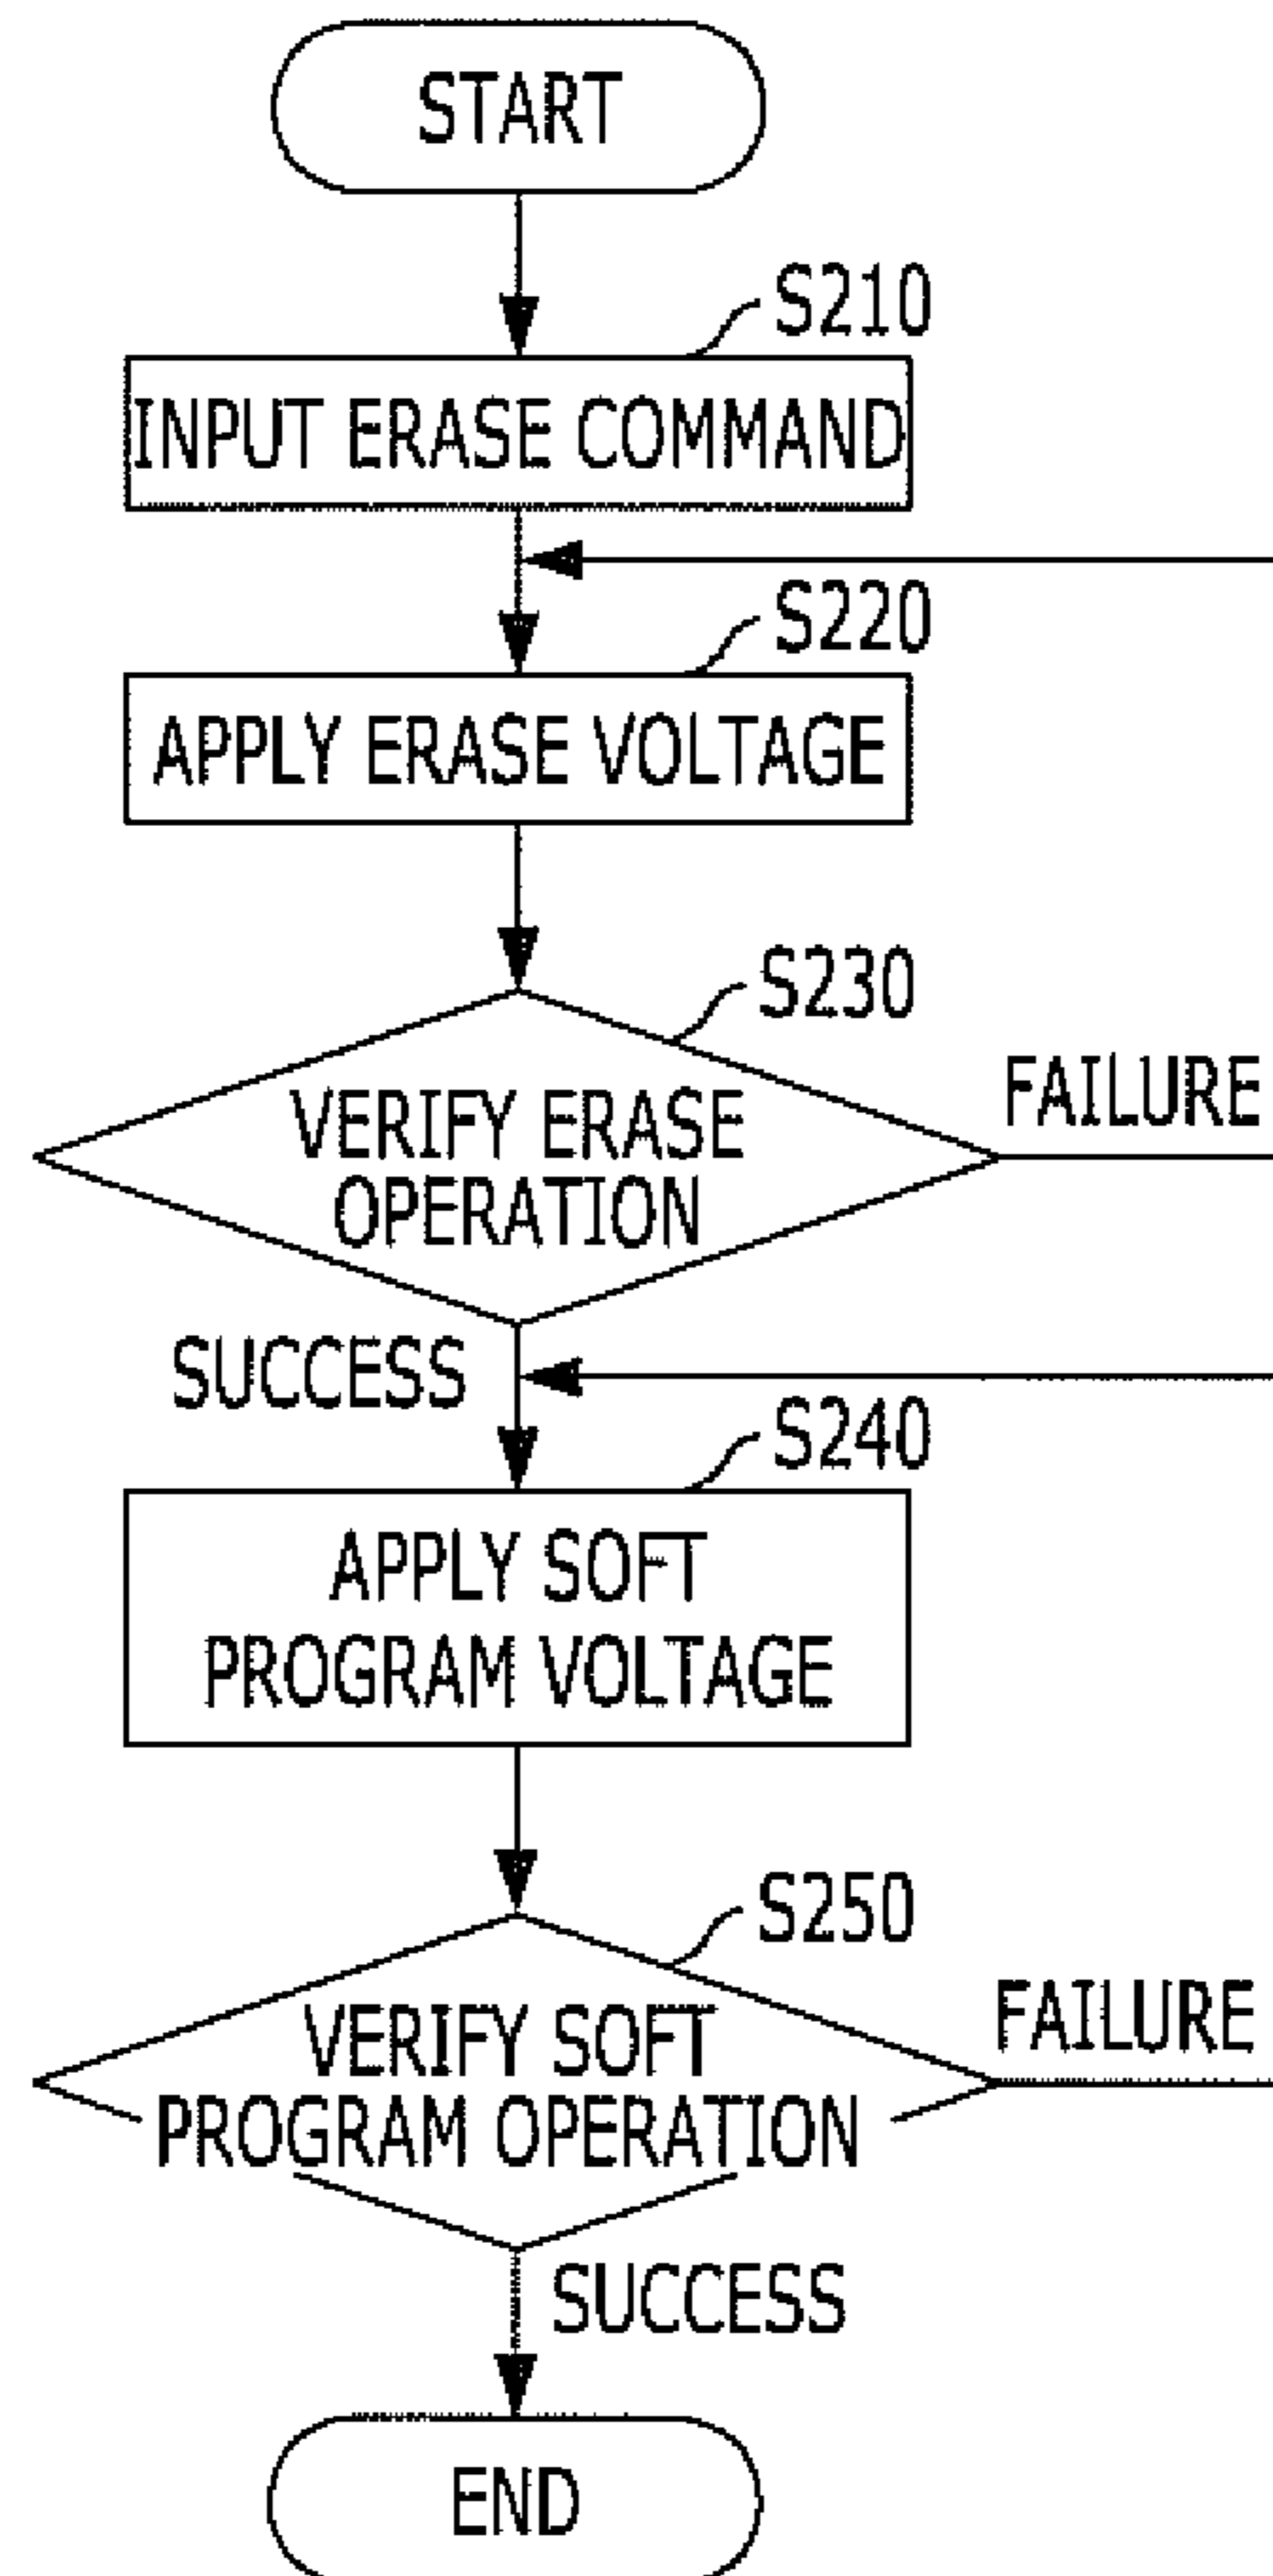 START
S210
INPUT ERASE COMMAND
S220
APPLY ERASE VOLTAGE
S230
VERIFY ERASE
OPERATION
FAILURE
SUCCESS
S240
APPLY SOFT
PROGRAM VOLTAGE
S250
VERIFY SOFT
PROGRAM OPERATION
FAILURE
SUCCESS
END